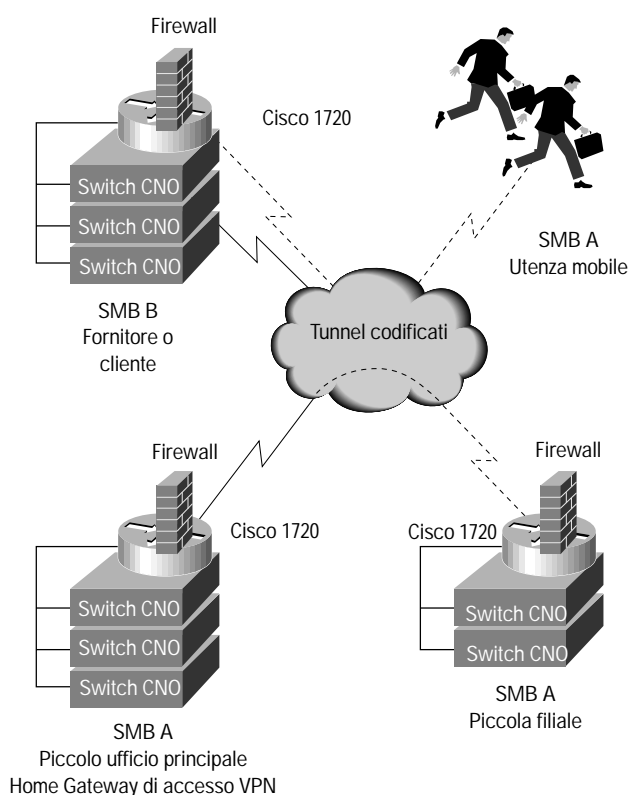 Firewall
Cisco 1720
Switch CNO
Switch CNO
Switch CNO
SMB B
Fornitore o
cliente
SMB A
Utenza mobile
Tunnel codificati
Firewall
Cisco 1720
Switch CNO
Switch CNO
Switch CNO
SMB A
Piccolo ufficio principale
Home Gateway di accesso VPN
Firewall
Cisco 1720
Switch CNO
Switch CNO
SMB A
Piccola filiale